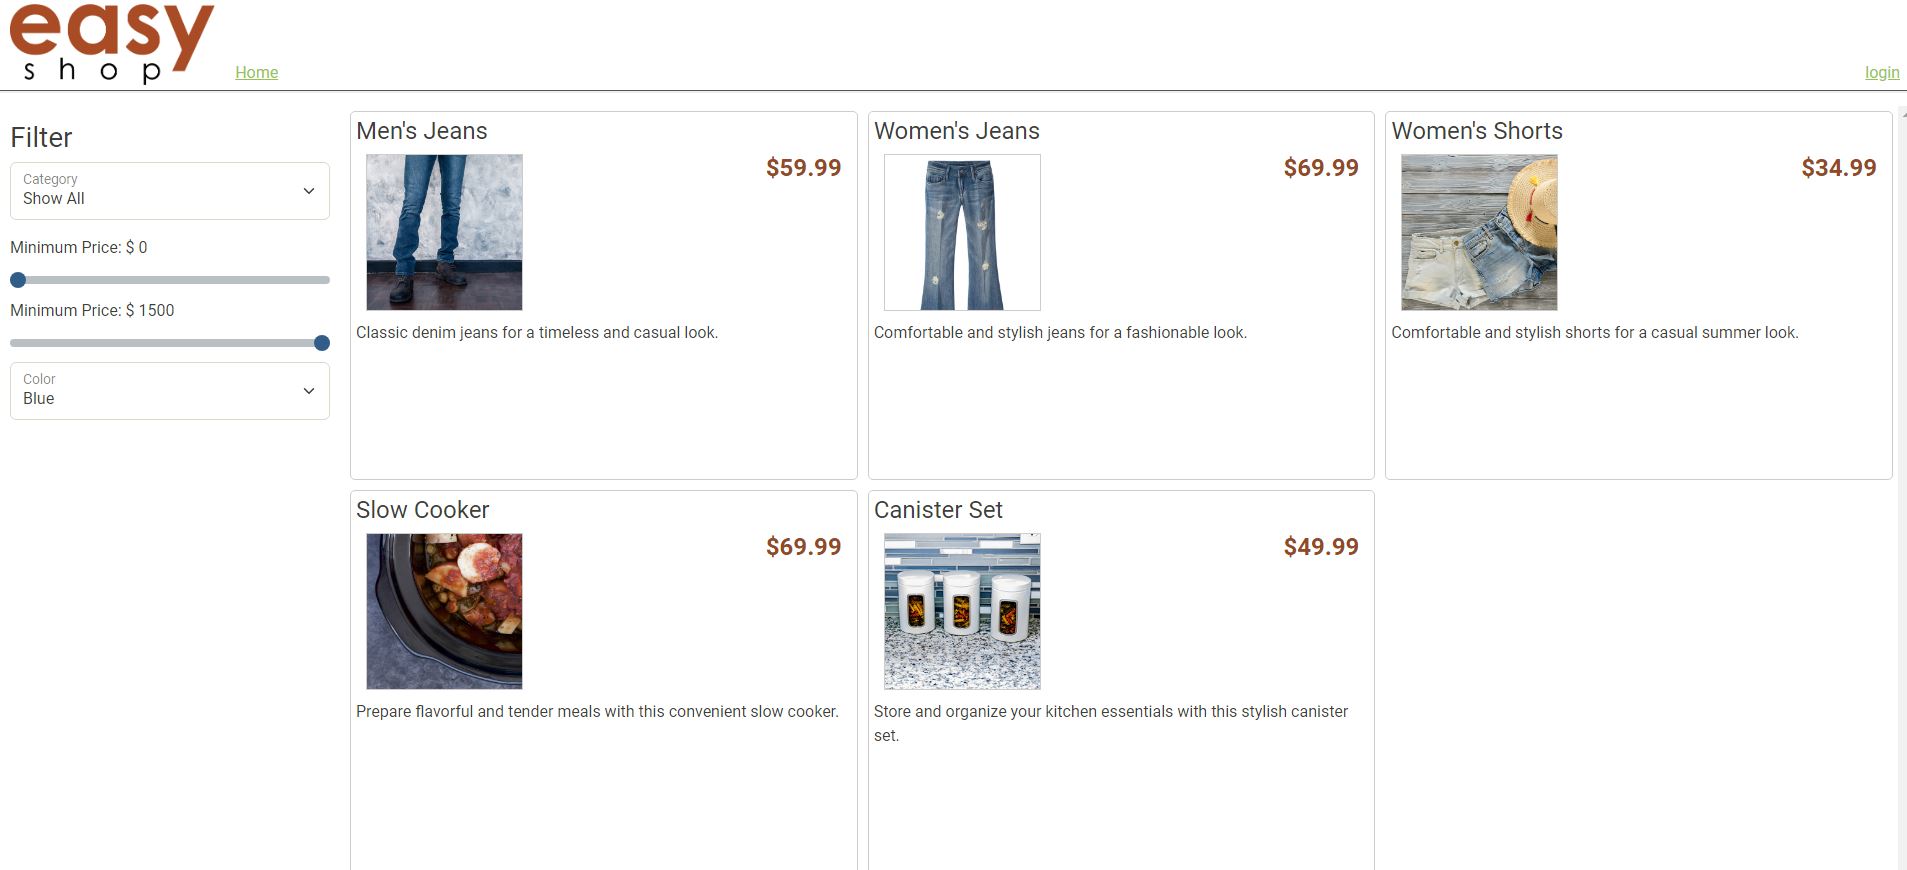 easy
shop
Home
login
Filter
Category
Show All
Minimum Price: $ 0
Minimum Price: $ 1500
Color
Blue
Men's Jeans
$59.99
Classic denim jeans for a timeless and casual look.
Women's Jeans
$69.99
Comfortable and stylish jeans for a fashionable look.
Women's Shorts
$34.99
Comfortable and stylish shorts for a casual summer look.
Slow Cooker
$69.99
Prepare flavorful and tender meals with this convenient slow cooker.
Canister Set
$49.99
Store and organize your kitchen essentials with this stylish canister
set.